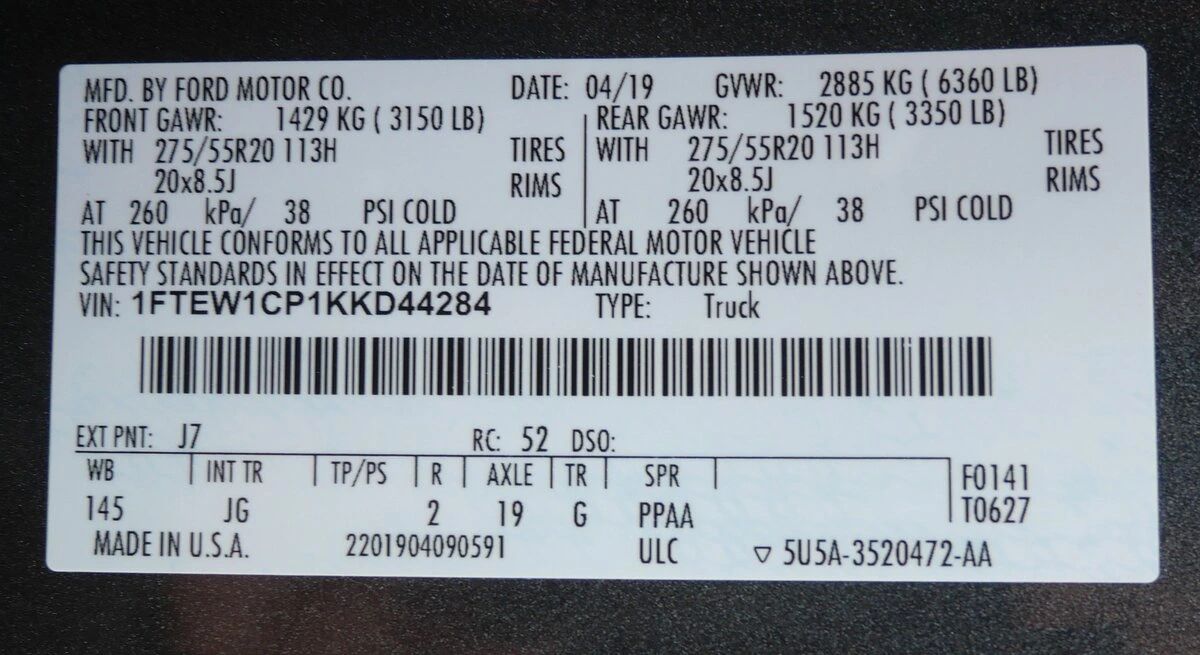 MFD. BY FORD MOTOR CO. DATE: 04/19 GVWR: 2885 KG ( 6360 LB)
FRONT GAWR: 1429 KG ( 3150 LB) REAR GAWR: 1520 KG ( 3350 LB)
WITH 275/55R20 113H TIRES WITH 275/55R20 113H TIRES
20x8.5J RIMS 20x8.5J RIMS
AT 260 kPa/ 38 PSI COLD AT 260 kPa/ 38 PSI COLD
THIS VEHICLE CONFORMS TO ALL APPLICABLE FEDERAL MOTOR VEHICLE
SAFETY STANDARDS IN EFFECT ON THE DATE OF MANUFACTURE SHOWN ABOVE.
VIN: 1FTEW1CP1KKD44284 TYPE: Truck
EXT PNT: J7 RC: 52 DSO:
WB INT TR TP/PS R AXLE TR SPR F0141
145 JG 2 19 G PPAA T0627
MADE IN U.S.A. 2201904090591 ULC ▽ 5U5A-3520472-AA